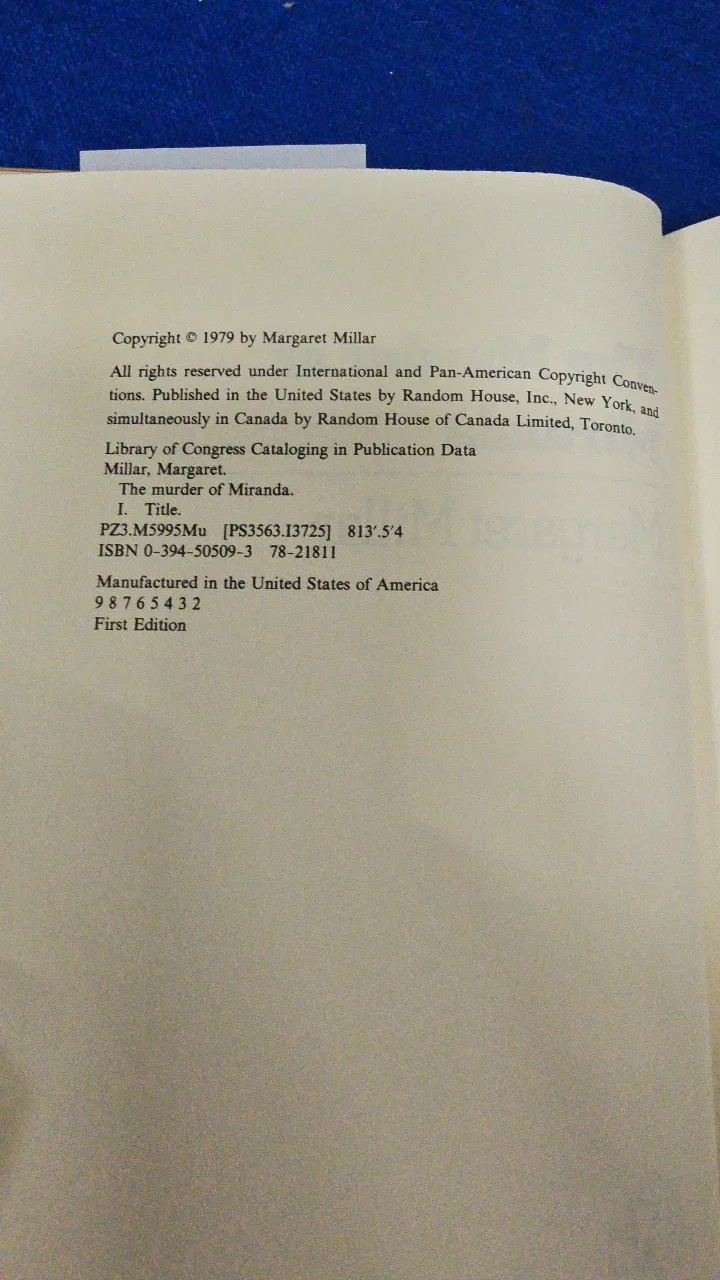 Copyright © 1979 by Margaret Millar
All rights reserved under International and Pan-American Copyright Conven-
tions. Published in the United States by Random House, Inc., New York, and
simultaneously in Canada by Random House of Canada Limited, Toronto.
Library of Congress Cataloging in Publication Data
Millar, Margaret.
The murder of Miranda.
I. Title.
PZ3.M5995Mu [PS3563.I3725] 813'.5'4
ISBN 0-394-50509-3 78-21811
Manufactured in the United States of America
9 8 7 6 5 4 3 2
First Edition